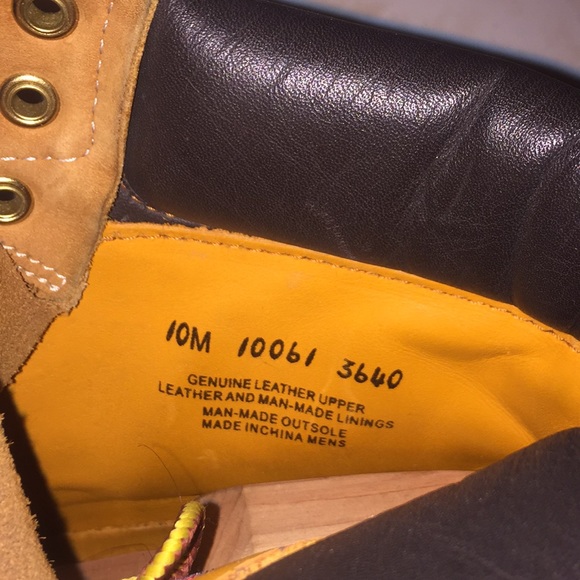 10M 10061 3640
GENUINE LEATHER UPPER
LEATHER AND MAN-MADE LININGS
MAN-MADE OUTSOLE
MADE INCHINA MENS